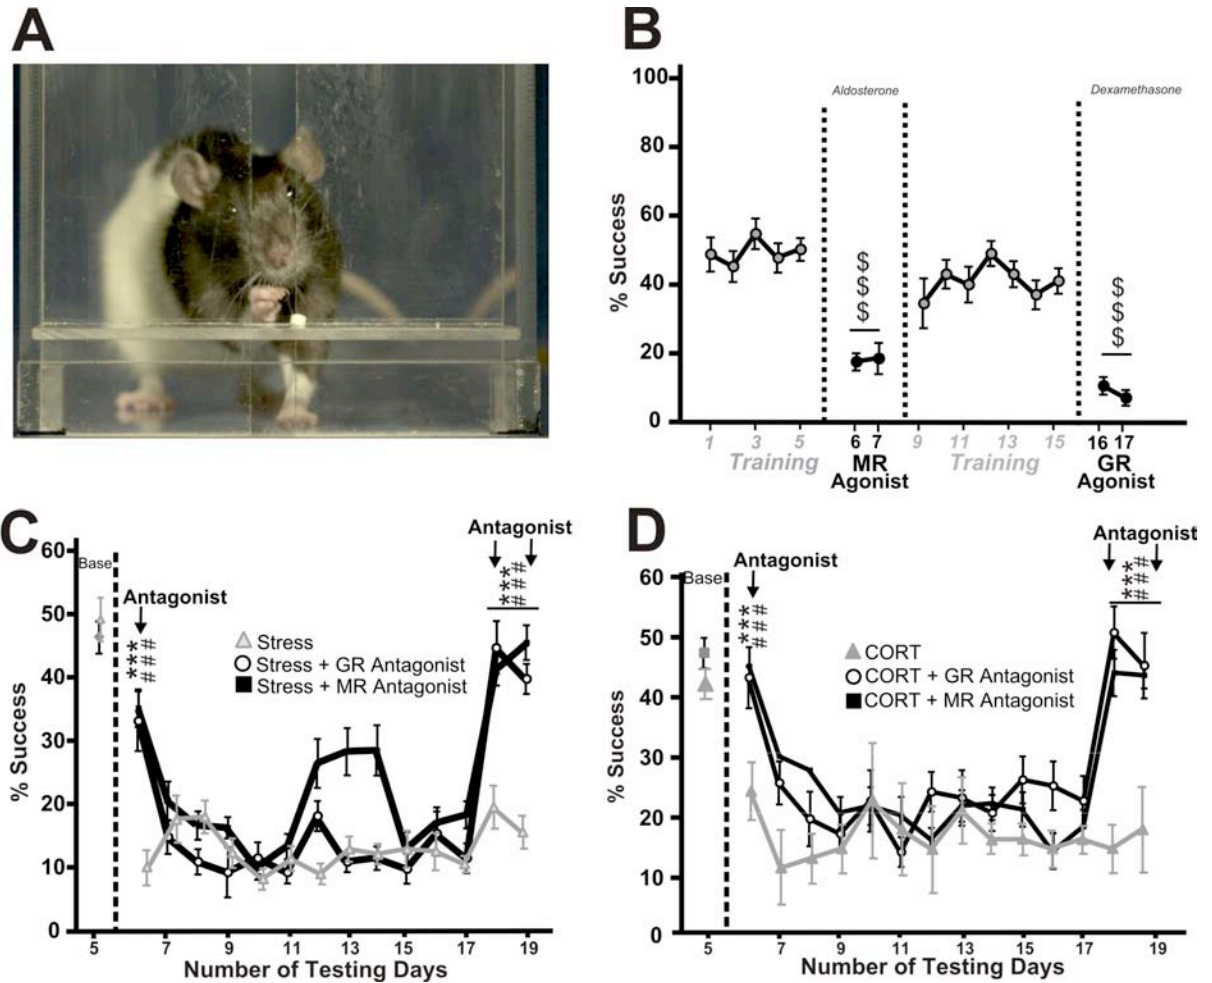 A
B
Aldosterone
Dexamethasone
% Success
100
80
60
40
20
0
$ $ $
$ $ $
1 3 5 6 7 9 11 13 15 16 17
Training
MR
Agonist
Training
GR
Agonist
C
Antagonist
Base
Antagonist
***
###
***
###
Stress
Stress + GR Antagonist
Stress + MR Antagonist
% Success
60
50
40
30
20
10
0
5 7 9 11 13 15 17 19
Number of Testing Days
D
Antagonist
Base
Antagonist
***
###
***
###
CORT
CORT + GR Antagonist
CORT + MR Antagonist
% Success
60
50
40
30
20
10
0
5 7 9 11 13 15 17 19
Number of Testing Days